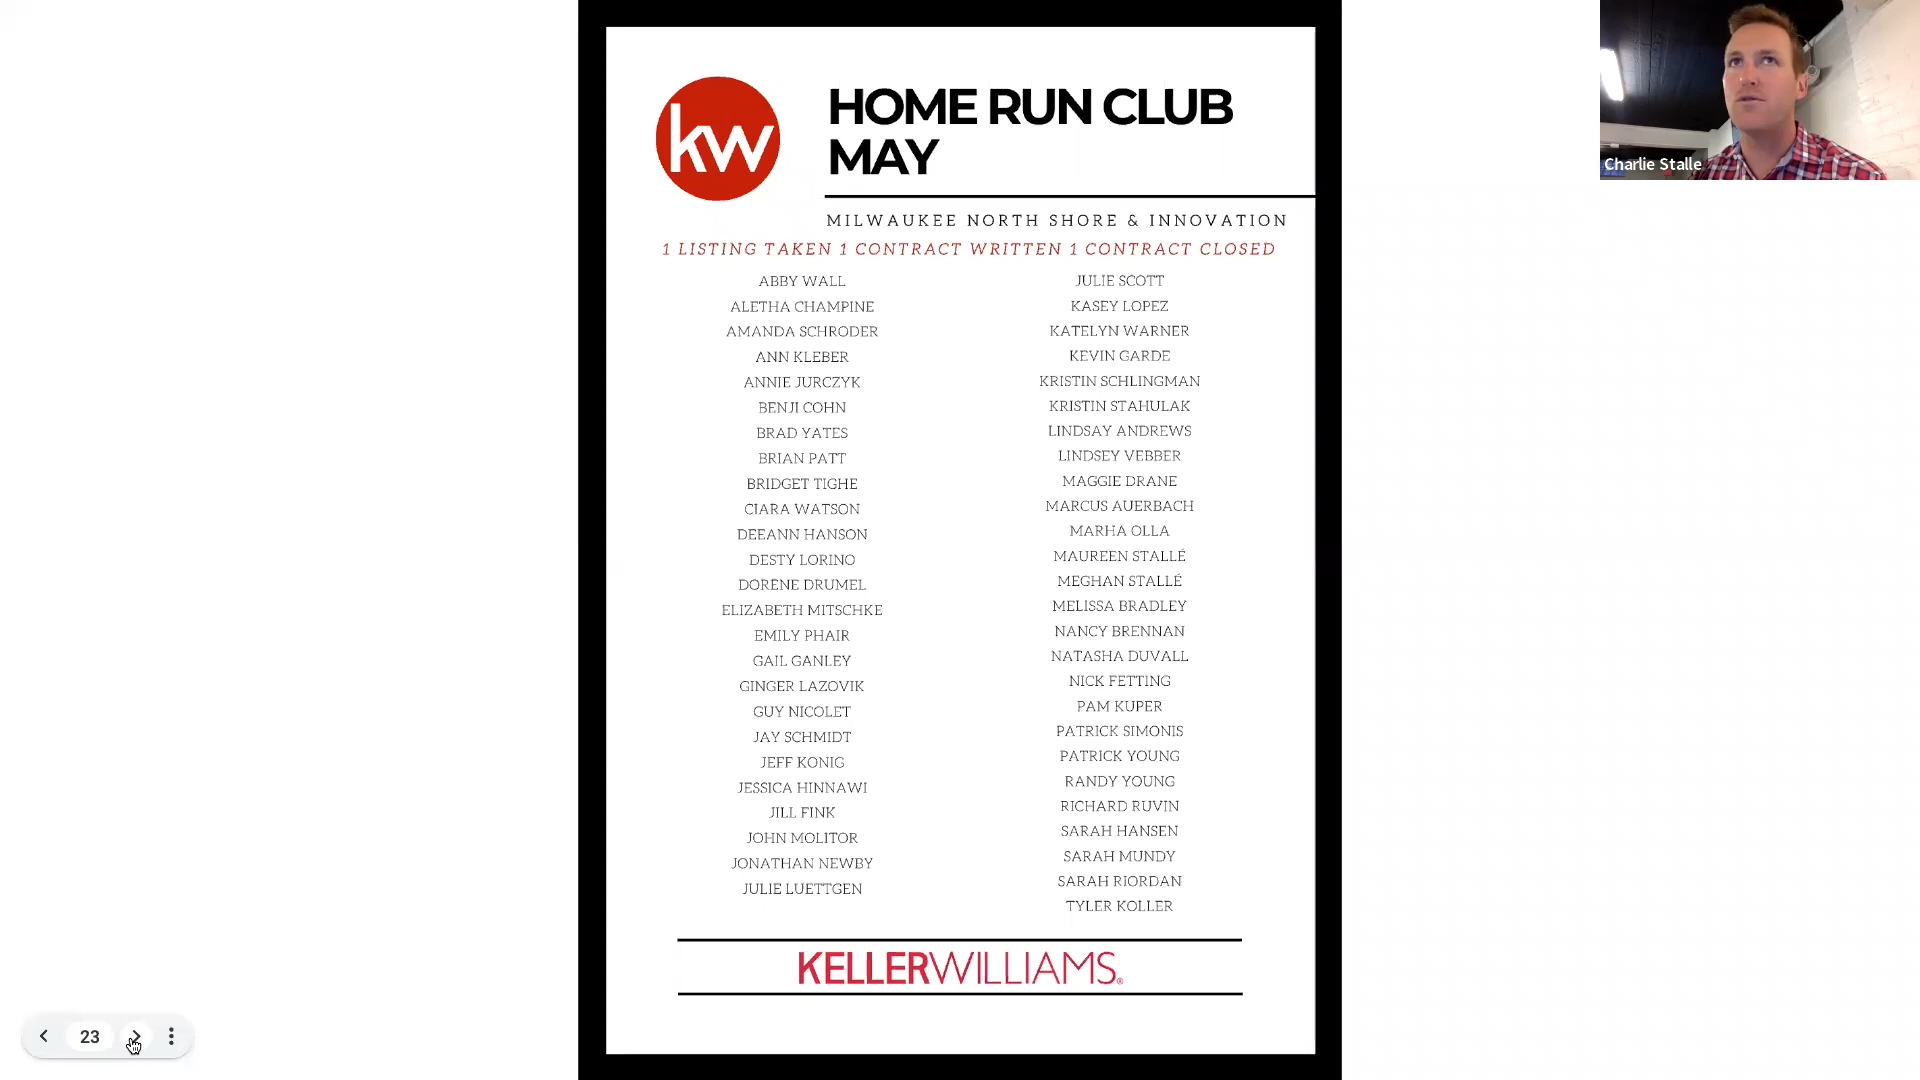 kw
HOME RUN CLUB
MAY
MILWAUKEE NORTH SHORE & INNOVATION
1 LISTING TAKEN 1 CONTRACT WRITTEN 1 CONTRACT CLOSED
ABBY WALL
ALETHA CHAMPINE
AMANDA SCHRODER
ANN KLEBER
ANNIE JURCZYK
BENJI COHN
BRAD YATES
BRIAN PATT
BRIDGET TIGHE
CIARA WATSON
DEEANN HANSON
DESTY LORINO
DORENE DRUMEL
ELIZABETH MITSCHKE
EMILY PHAIR
GAIL GANLEY
GINGER LAZOVIK
GUY NICOLET
JAY SCHMIDT
JEFF KONIG
JESSICA HINNAWI
JILL FINK
JOHN MOLITOR
JONATHAN NEWBY
JULIE LUETTGEN
JULIE SCOTT
KASEY LOPEZ
KATELYN WARNER
KEVIN GARDE
KRISTIN SCHLINGMAN
KRISTIN STAHULAK
LINDSAY ANDREWS
LINDSEY VEBBER
MAGGIE DRANE
MARCUS AUERBACH
MARHA OLLA
MAUREEN STALLÉ
MEGHAN STALLÉ
MELISSA BRADLEY
NANCY BRENNAN
NATASHA DUVALL
NICK FETTING
PAM KUPER
PATRICK SIMONIS
PATRICK YOUNG
RANDY YOUNG
RICHARD RUVIN
SARAH HANSEN
SARAH MUNDY
SARAH RIORDAN
TYLER KOLLER
KELLERWILLIAMS®
Charlie Stalle
23